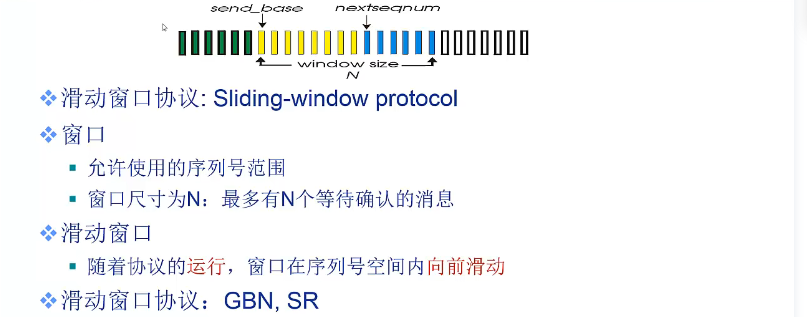 send_base nextseqnum
window size
N
滑动窗口协议: Sliding-window protocol
窗口
允许使用的序列号范围
窗口尺寸为N：最多有N个等待确认的消息
滑动窗口
随着协议的运行，窗口在序列号空间内向前滑动
滑动窗口协议：GBN, SR